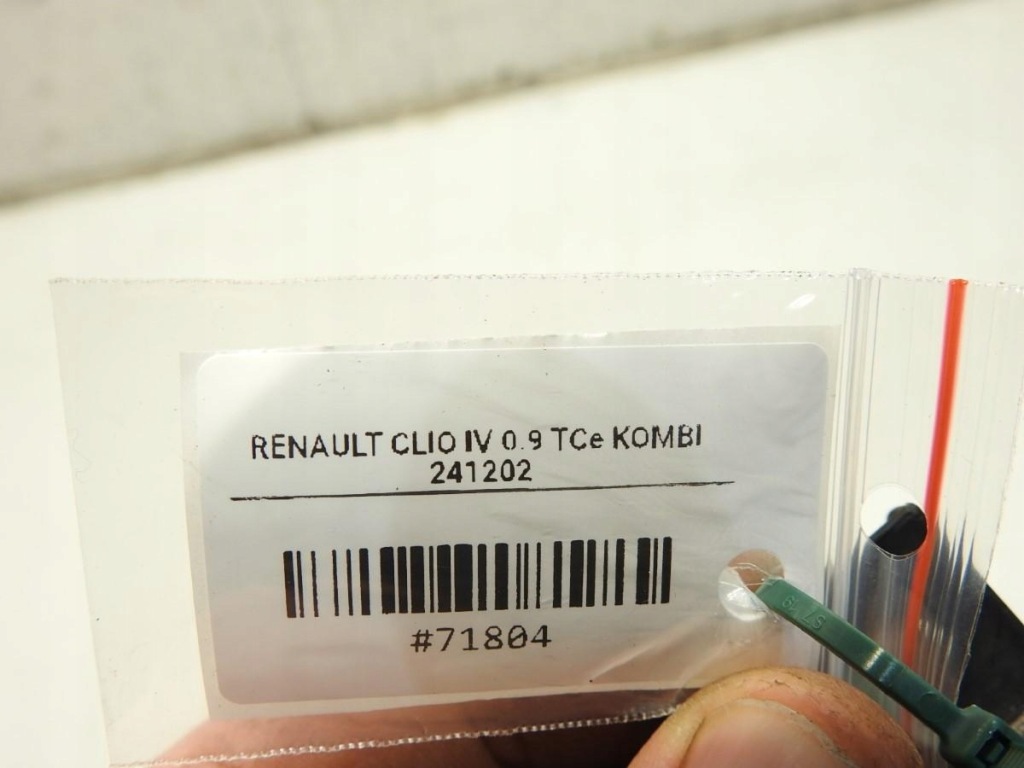 RENAULT CLIO IV 0.9 TCe KOMBI
241202
#71804